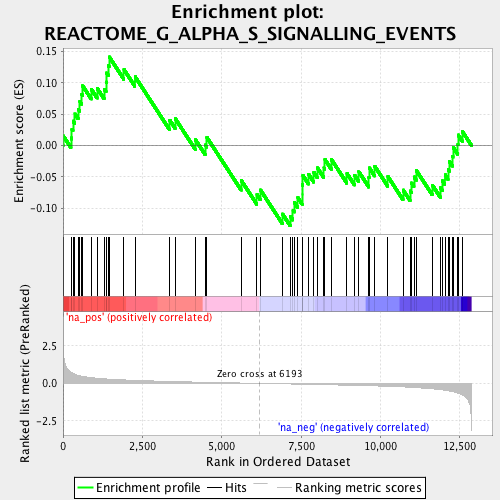 Enrichment plot:
REACTOME_G_ALPHA_S_SIGNALLING_EVENTS
Enrichment score (ES)
0.15
0.10
0.05
0.00
-0.05
-0.10
'na_pos' (positively correlated)
Ranked list metric (PreRanked)
2.5
0.0
-2.5
Zero cross at 6193
'na_neg' (negatively correlated)
0
2,500
5,000
7,500
10,000
12,500
Rank in Ordered Dataset
Enrichment profile
Hits
Ranking metric scores